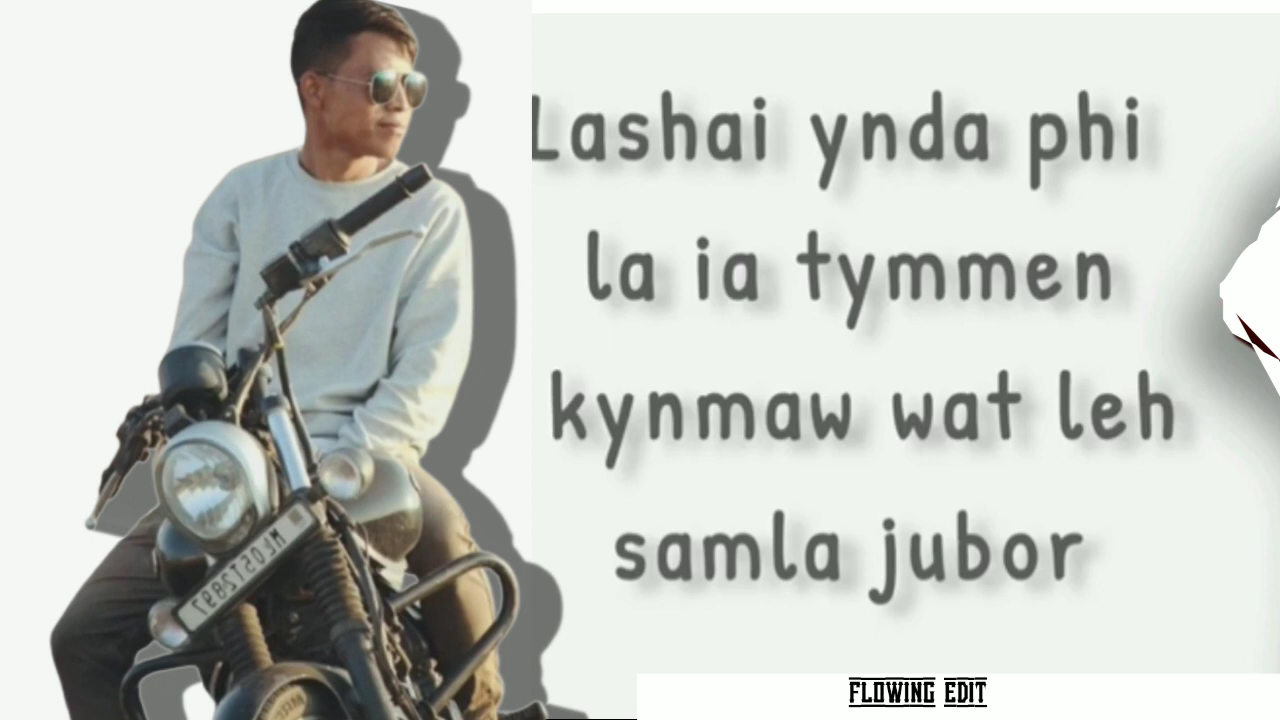 Lashai ynda phi
la ia tymmen
kynmaw wat leh
samla jubor
FLOWING EDIT